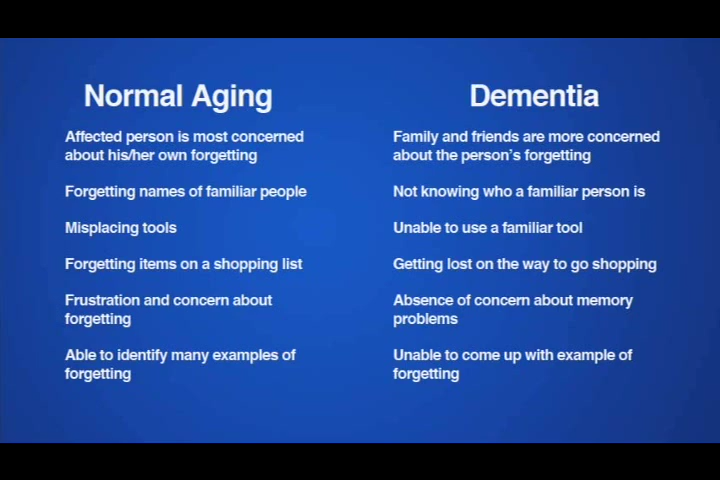 Normal Aging
Affected person is most concerned
about his/her own forgetting
Forgetting names of familiar people
Misplacing tools
Forgetting items on a shopping list
Frustration and concern about
forgetting
Able to identify many examples of
forgetting
Dementia
Family and friends are more concerned
about the person's forgetting
Not knowing who a familiar person is
Unable to use a familiar tool
Getting lost on the way to go shopping
Absence of concern about memory
problems
Unable to come up with example of
forgetting